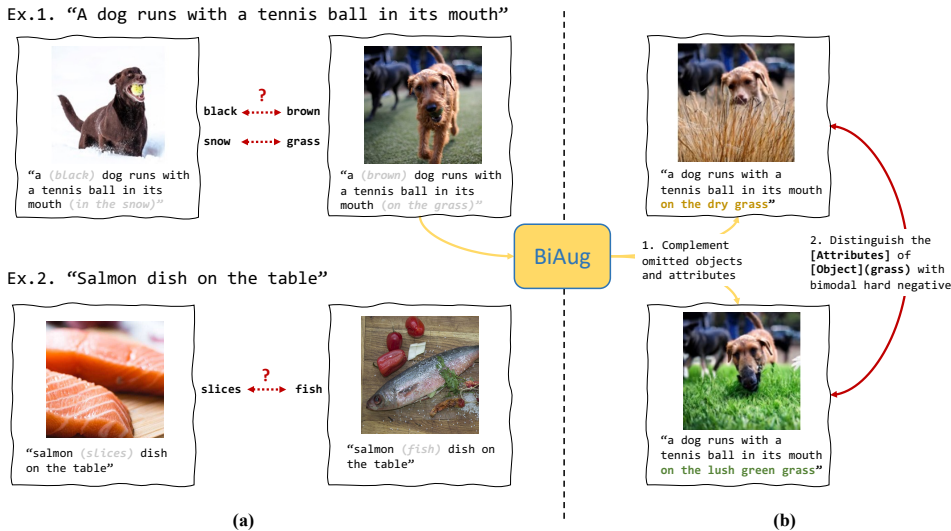 Ex.1. “A dog runs with a tennis ball in its mouth”
?
black
brown
snow
grass
“a (black) dog runs with
a tennis ball in its
mouth (in the snow)”
“a (brown) dog runs with
a tennis ball in its
mouth (on the grass)”
“a dog runs with a
tennis ball in its mouth
on the dry grass”
BiAug
1. Complement
omitted objects
and attributes
2. Distinguish the
[Attributes] of
[Object](grass) with
bimodal hard negative
Ex.2. “Salmon dish on the table”
?
slices
fish
“salmon (slices) dish
on the table”
“salmon (fish) dish on
the table”
“a dog runs with a
tennis ball in its mouth
on the lush green grass”
(a)
(b)